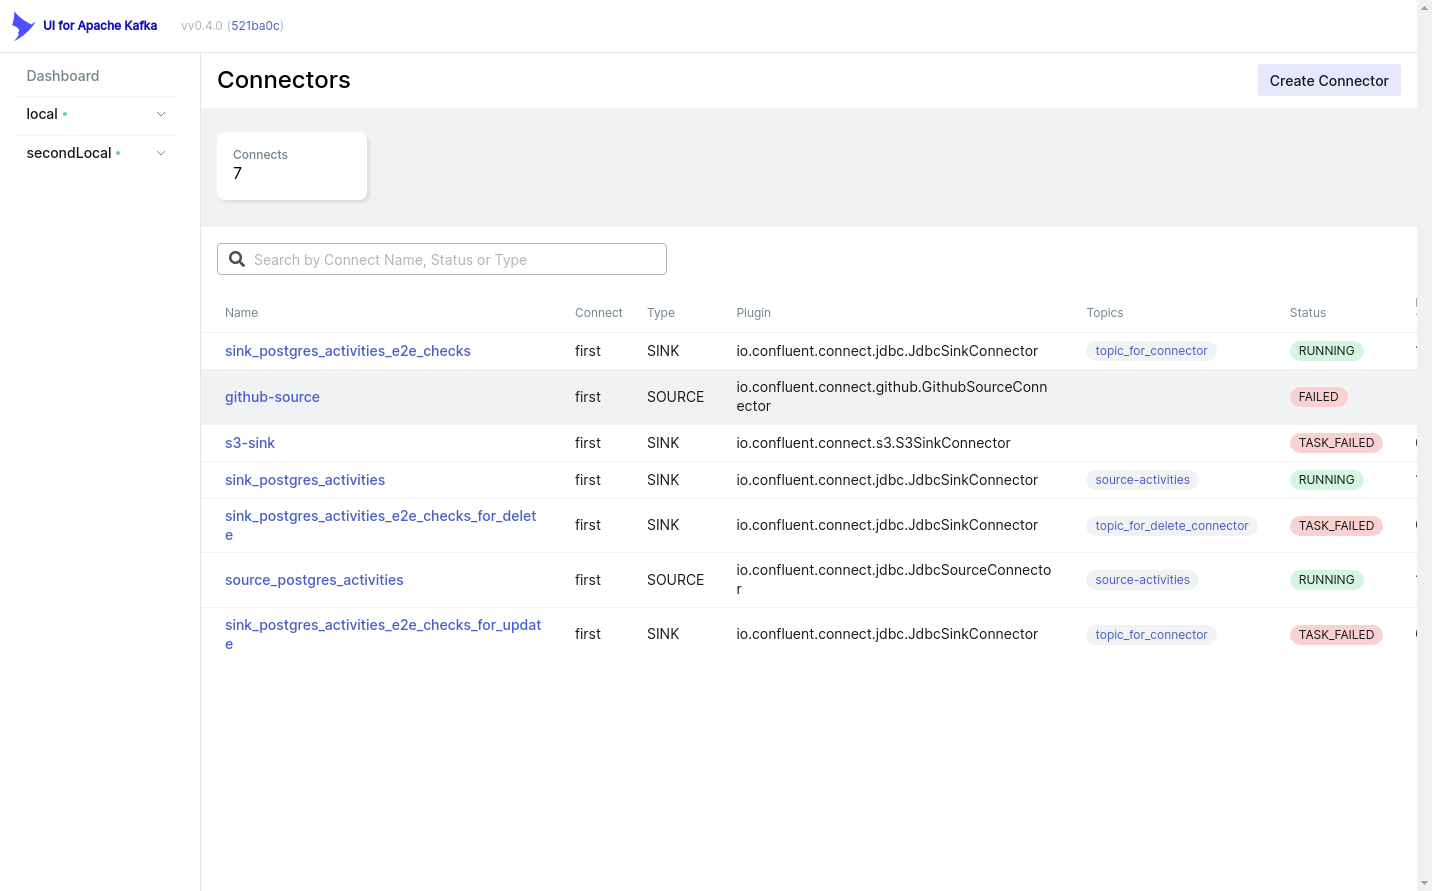 UI for Apache Kafka
vv0.4.0 (521ba0c)
Dashboard
local
secondLocal
Connectors
Create Connector
Connects
7
Search by Connect Name, Status or Type
Name Connect Type Plugin Topics Status
sink_postgres_activities_e2e_checks first SINK io.confluent.connect.jdbc.JdbcSinkConnector topic_for_connector RUNNING
github-source first SOURCE io.confluent.connect.github.GithubSourceConn
ector FAILED
s3-sink first SINK io.confluent.connect.s3.S3SinkConnector TASK_FAILED
sink_postgres_activities first SINK io.confluent.connect.jdbc.JdbcSinkConnector source-activities RUNNING
sink_postgres_activities_e2e_checks_for_delet
e first SINK io.confluent.connect.jdbc.JdbcSinkConnector topic_for_delete_connector TASK_FAILED
source_postgres_activities first SOURCE io.confluent.connect.jdbc.JdbcSourceConnecto
r source-activities RUNNING
sink_postgres_activities_e2e_checks_for_updat
e first SINK io.confluent.connect.jdbc.JdbcSinkConnector topic_for_connector TASK_FAILED